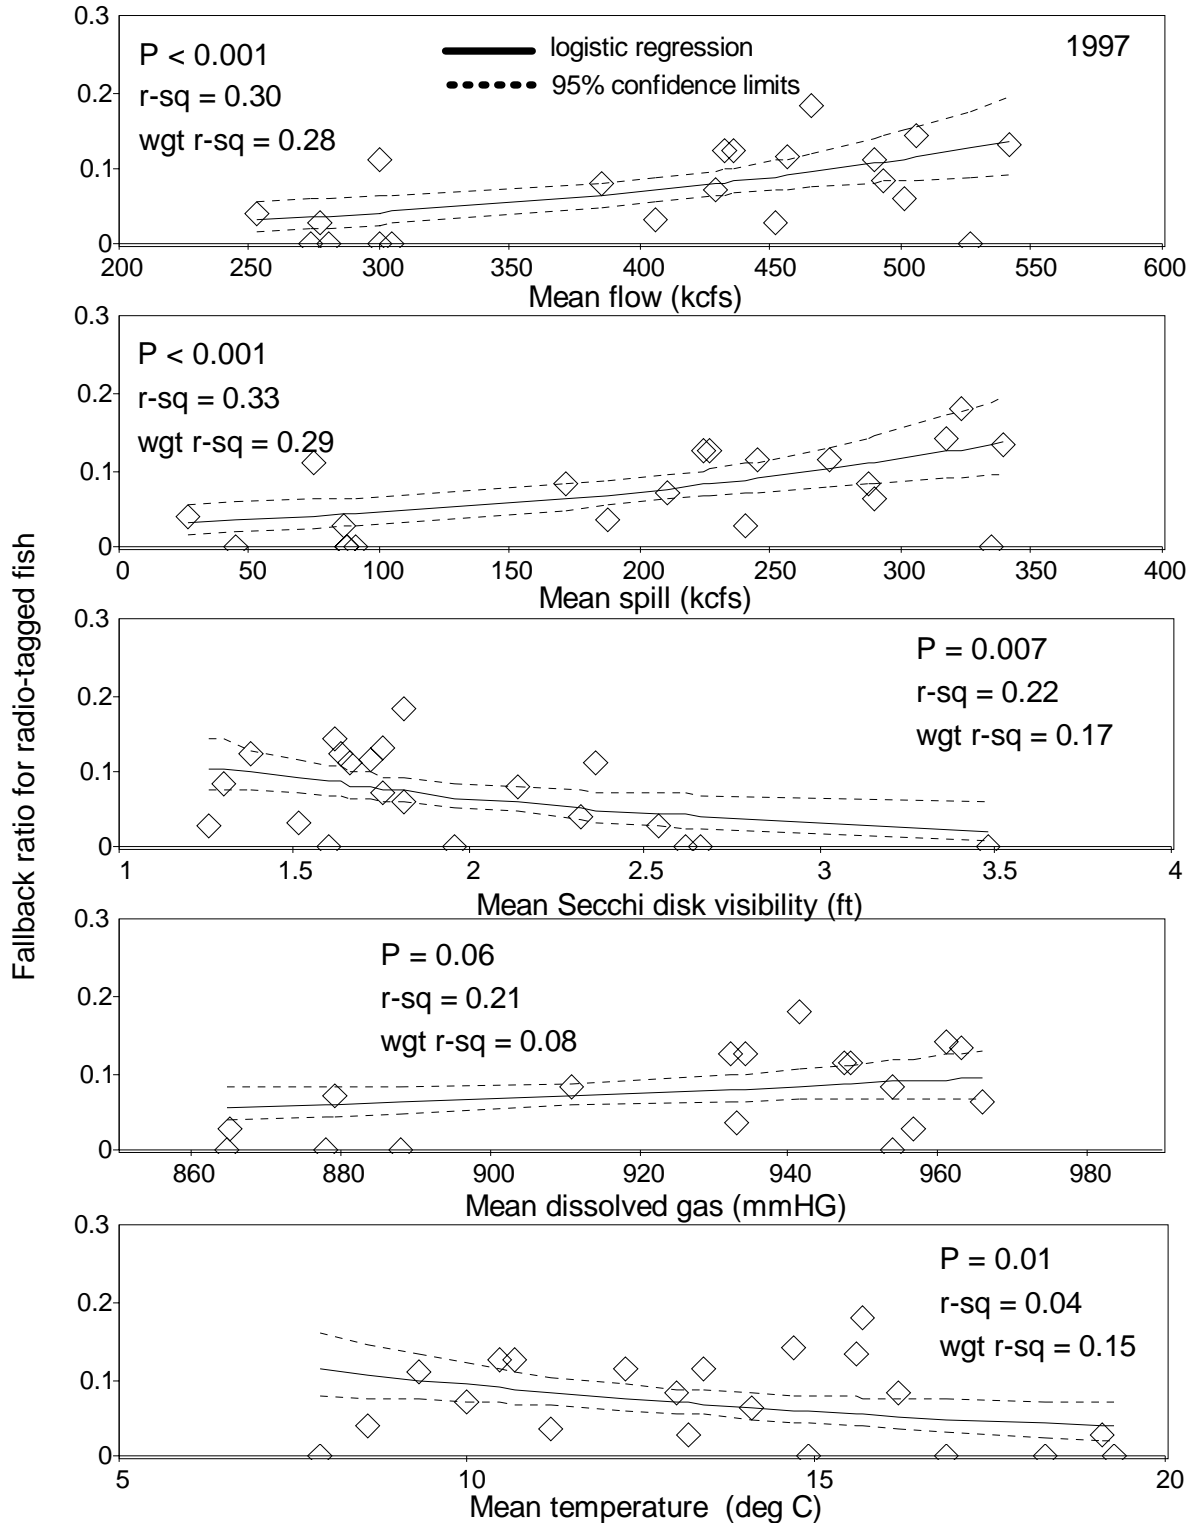 Fallback ratio for radio-tagged fish
0.3
0.2
0.1
0
P < 0.001
r-sq = 0.30
wgt r-sq = 0.28
logistic regression
95% confidence limits
1997
200 250 300 350 400 450 500 550 600
Mean flow (kcfs)
0.3
0.2
0.1
0
P < 0.001
r-sq = 0.33
wgt r-sq = 0.29
0 50 100 150 200 250 300 350 400
Mean spill (kcfs)
0.3
0.2
0.1
0
P = 0.007
r-sq = 0.22
wgt r-sq = 0.17
1 1.5 2 2.5 3 3.5 4
Mean Secchi disk visibility (ft)
0.3
0.2
0.1
0
P = 0.06
r-sq = 0.21
wgt r-sq = 0.08
860 880 900 920 940 960 980
Mean dissolved gas (mmHG)
0.3
0.2
0.1
0
P = 0.01
r-sq = 0.04
wgt r-sq = 0.15
5 10 15 20
Mean temperature (deg C)